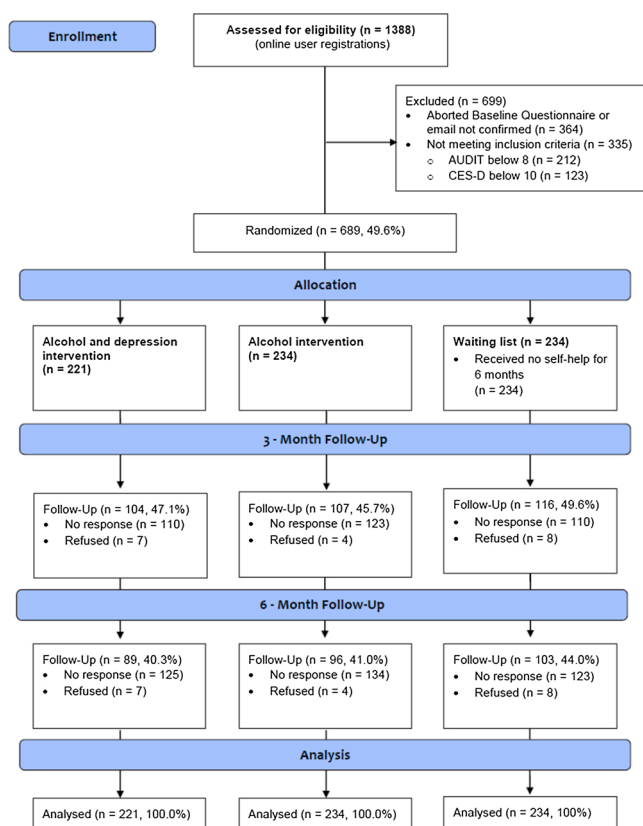 Enrollment
Assessed for eligibility (n = 1388)
(online user registrations)
Excluded (n = 699)
• Aborted Baseline Questionnaire or
email not confirmed (n = 364)
• Not meeting inclusion criteria (n = 335)
o AUDIT below 8 (n = 212)
o CES-D below 10 (n = 123)
Randomized (n = 689, 49.6%)
Allocation
Alcohol and depression
intervention
(n = 221)
Alcohol intervention
(n = 234)
Waiting list (n = 234)
• Received no self-help for
6 months
(n = 234)
3 - Month Follow-Up
Follow-Up (n = 104, 47.1%)
• No response (n = 110)
• Refused (n = 7)
Follow-Up (n = 107, 45.7%)
• No response (n = 123)
• Refused (n = 4)
Follow-Up (n = 116, 49.6%)
• No response (n = 110)
• Refused (n = 8)
6 - Month Follow-Up
Follow-Up (n = 89, 40.3%)
• No response (n = 125)
• Refused (n = 7)
Follow-Up (n = 96, 41.0%)
• No response (n = 134)
• Refused (n = 4)
Follow-Up (n = 103, 44.0%)
• No response (n = 123)
• Refused (n = 8)
Analysis
Analysed (n = 221, 100.0%)
Analysed (n = 234, 100.0%)
Analysed (n = 234, 100%)